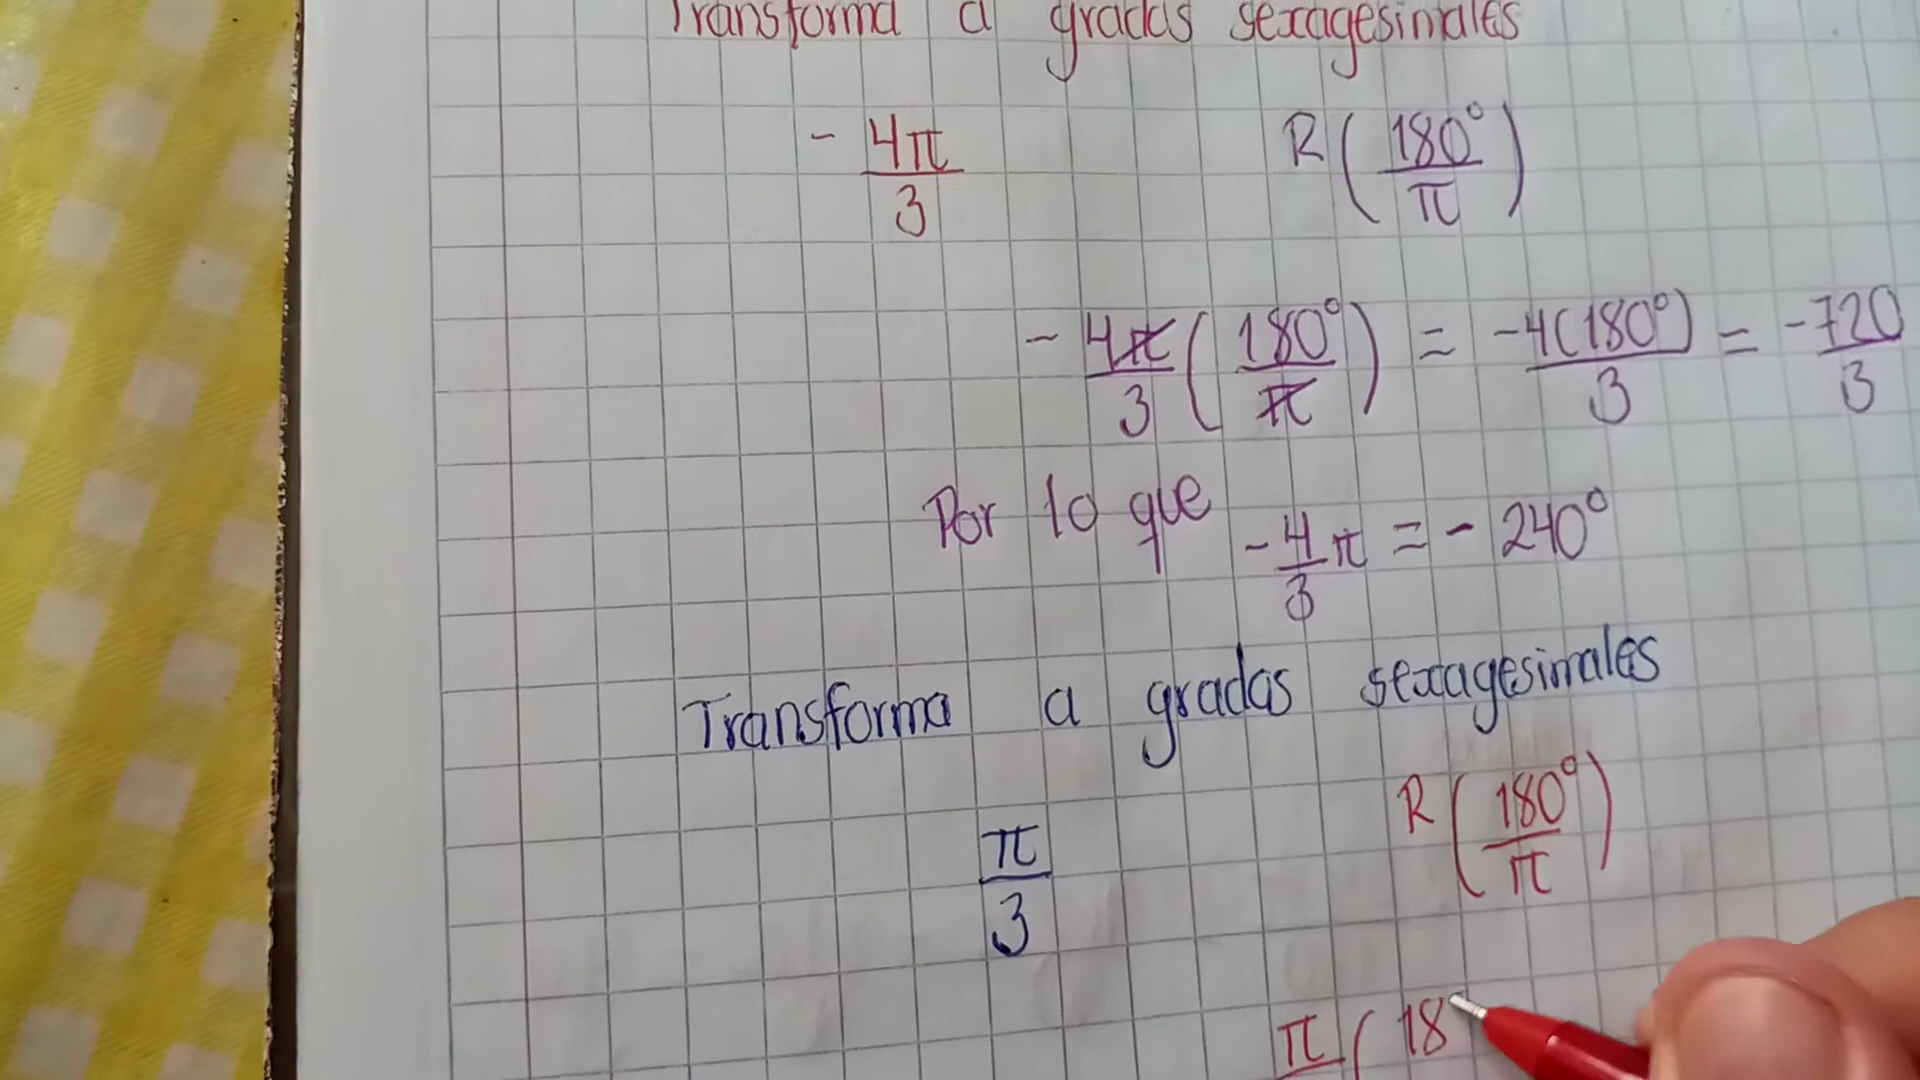 Transforma a grados sexagesimales
- 4π/3 R(180°/π)
- 4π/3 (180°/π) = -4(180°)/3 = -720/3
Por lo que -4/3 π = - 240°
Transforma a grados sexagesimales
π/3 R(180°/π)
π ( 18